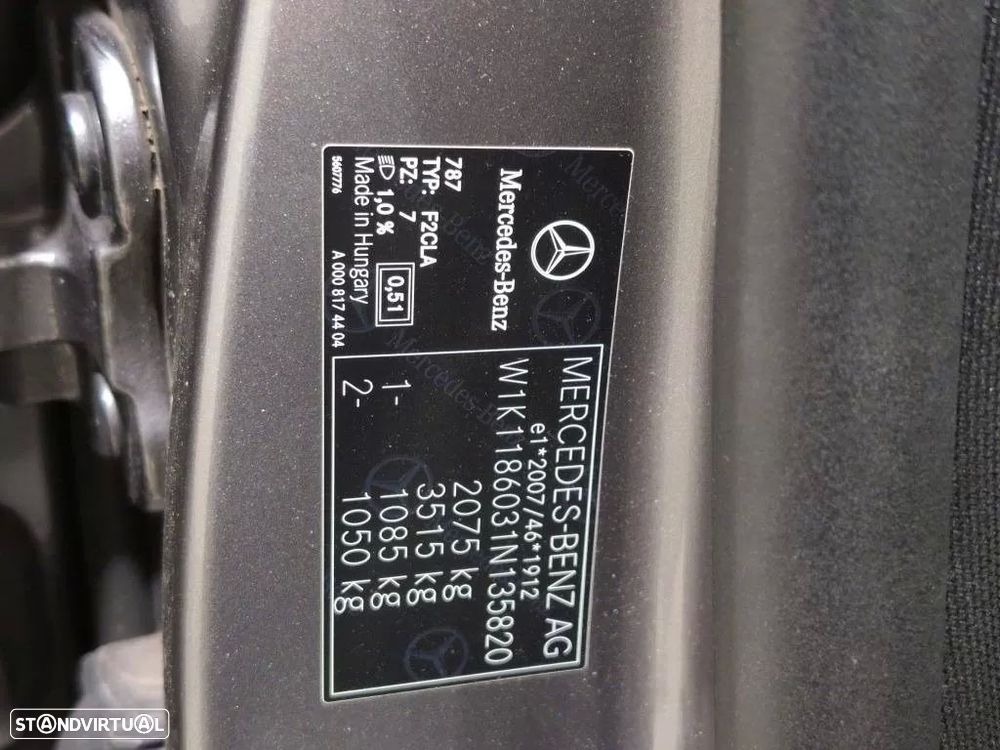 Mercedes-Benz
787
TYP: F2CLA
PZ: 7
1,0 % 0,51
Made in Hungary
5607776 A 000 817 44 04
MERCEDES-BENZ AG
e1*2007/46*1912
W1K1186031N135820
2075 kg
3515 kg
1- 1085 kg
2- 1050 kg
STANDVIRTUAL